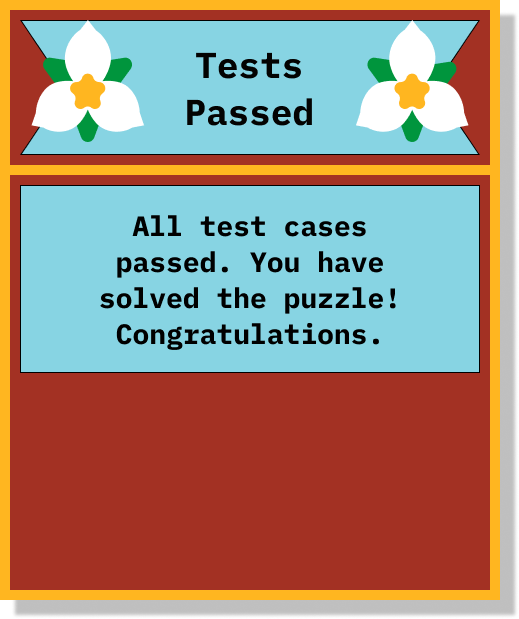 Tests
Passed
All test cases
passed. You have
solved the puzzle!
Congratulations.